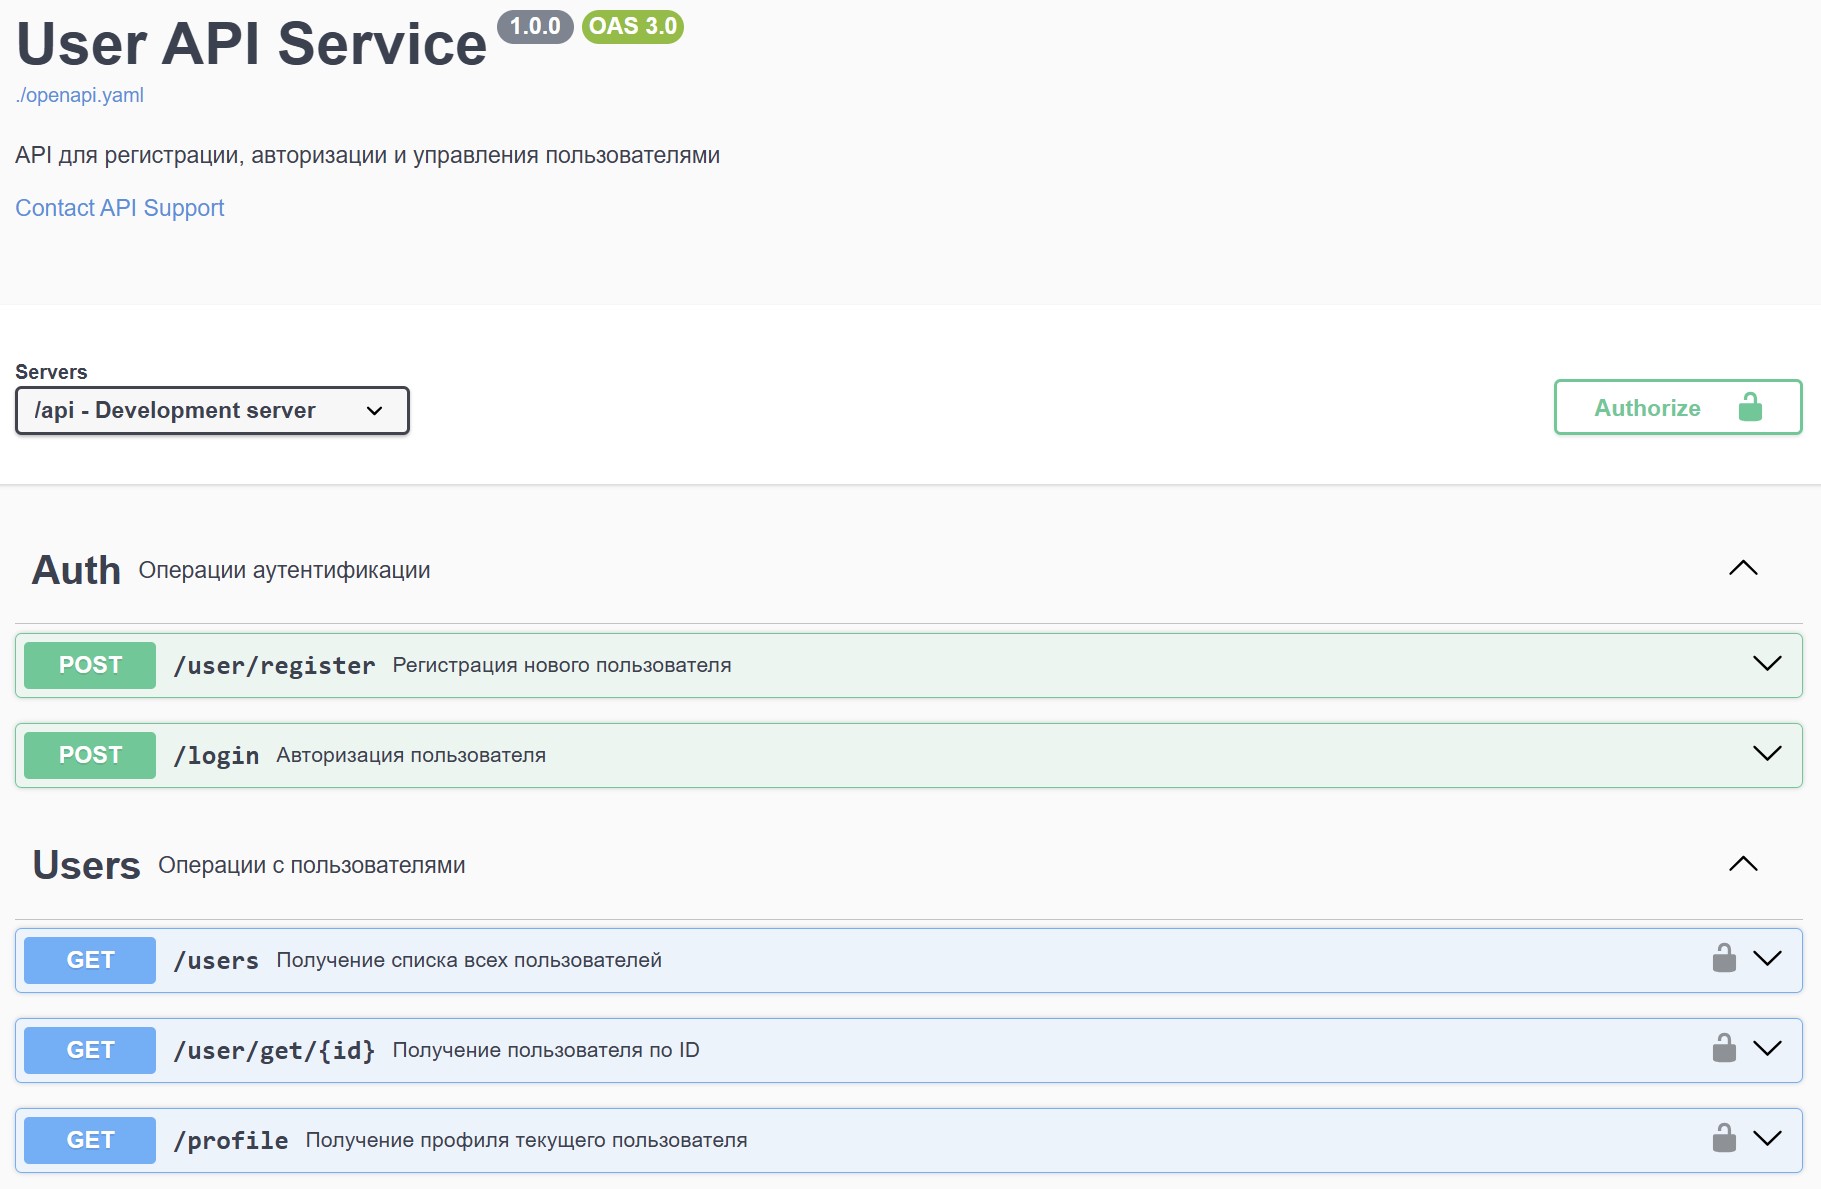 User API Service 1.0.0 OAS 3.0
./openapi.yaml
API для регистрации, авторизации и управления пользователями
Contact API Support
Servers
/api - Development server
Authorize
Auth Операции аутентификации
POST /user/register Регистрация нового пользователя
POST /login Авторизация пользователя
Users Операции с пользователями
GET /users Получение списка всех пользователей
GET /user/get/{id} Получение пользователя по ID
GET /profile Получение профиля текущего пользователя